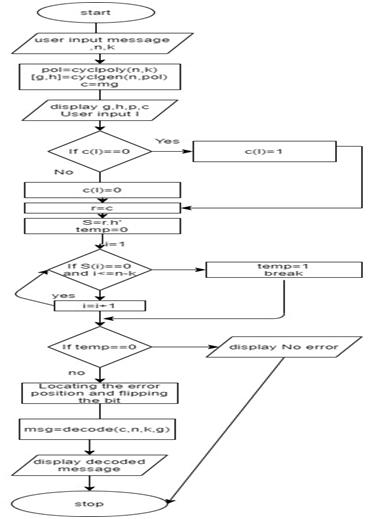 start
user input message
,n,k
pol=cyclpoly(n,k)
[g,h]=cyclgen(n,pol)
c=mg
display g,h,p,c
User input l
If c(l)==0
Yes
c(l)=1
No
c(l)=0
r=c
S=r.h'
temp=0
i=1
If S(i)==0
and i<=n-k
temp=1
break
yes
i=i+1
If temp==0
display No error
no
Locating the error
position and flipping
the bit
msg=decode(c,n,k,g)
display decoded
message
stop